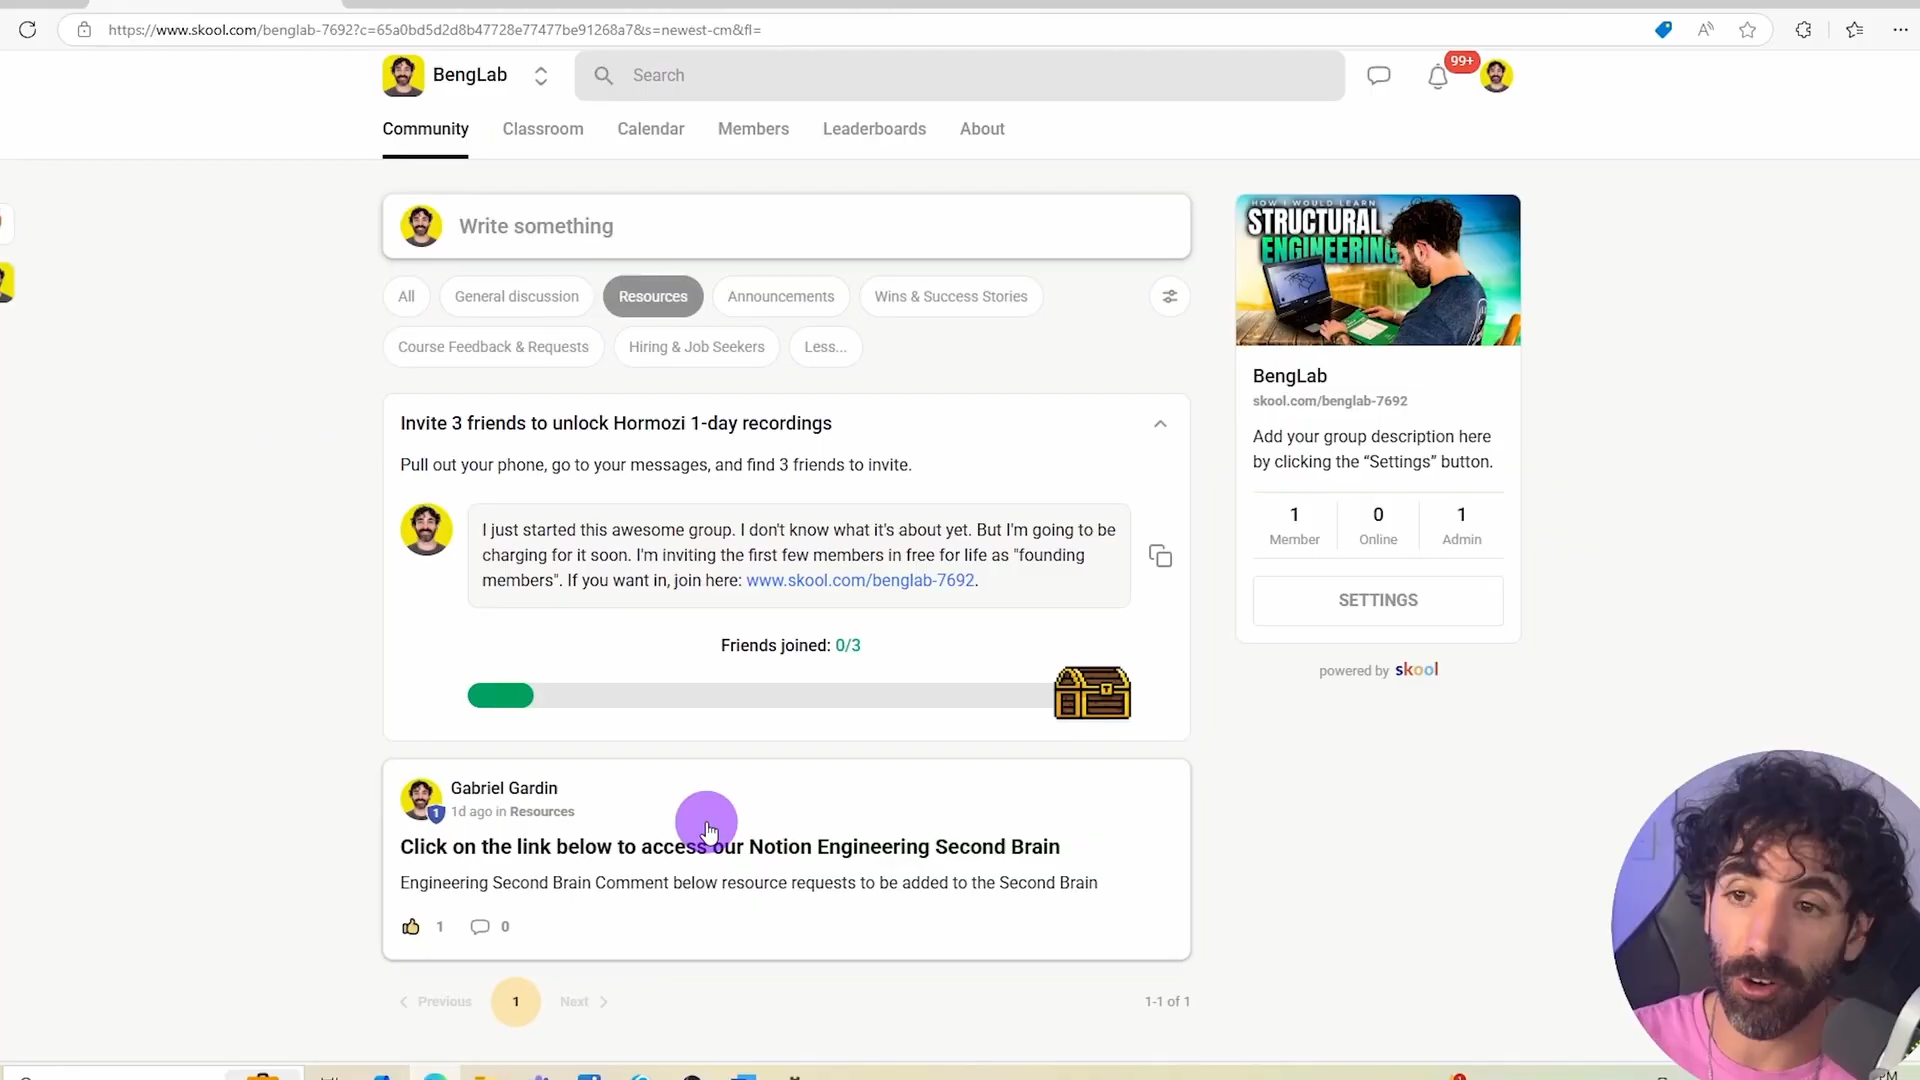 https://www.skool.com/benglab-7692?c=65a0bd5d2d8b47728e77477be91268a7&s=newest-cm&fl=
BengLab
Search
99+
Community
Classroom
Calendar
Members
Leaderboards
About
Write something
All
General discussion
Resources
Announcements
Wins & Success Stories
Course Feedback & Requests
Hiring & Job Seekers
Less...
Invite 3 friends to unlock Hormozi 1-day recordings
Pull out your phone, go to your messages, and find 3 friends to invite.
I just started this awesome group. I don't know what it's about yet. But I'm going to be
charging for it soon. I'm inviting the first few members in free for life as "founding
members". If you want in, join here: www.skool.com/benglab-7692.
Friends joined: 0/3
Gabriel Gardin
1
1d ago in Resources
Click on the link below to access our Notion Engineering Second Brain
Engineering Second Brain Comment below resource requests to be added to the Second Brain
1
0
Previous
1
Next
1-1 of 1
HOW I WOULD LEARN
STRUCTURAL
ENGINEERING
BengLab
skool.com/benglab-7692
Add your group description here
by clicking the “Settings” button.
1
Member
0
Online
1
Admin
SETTINGS
powered by skool